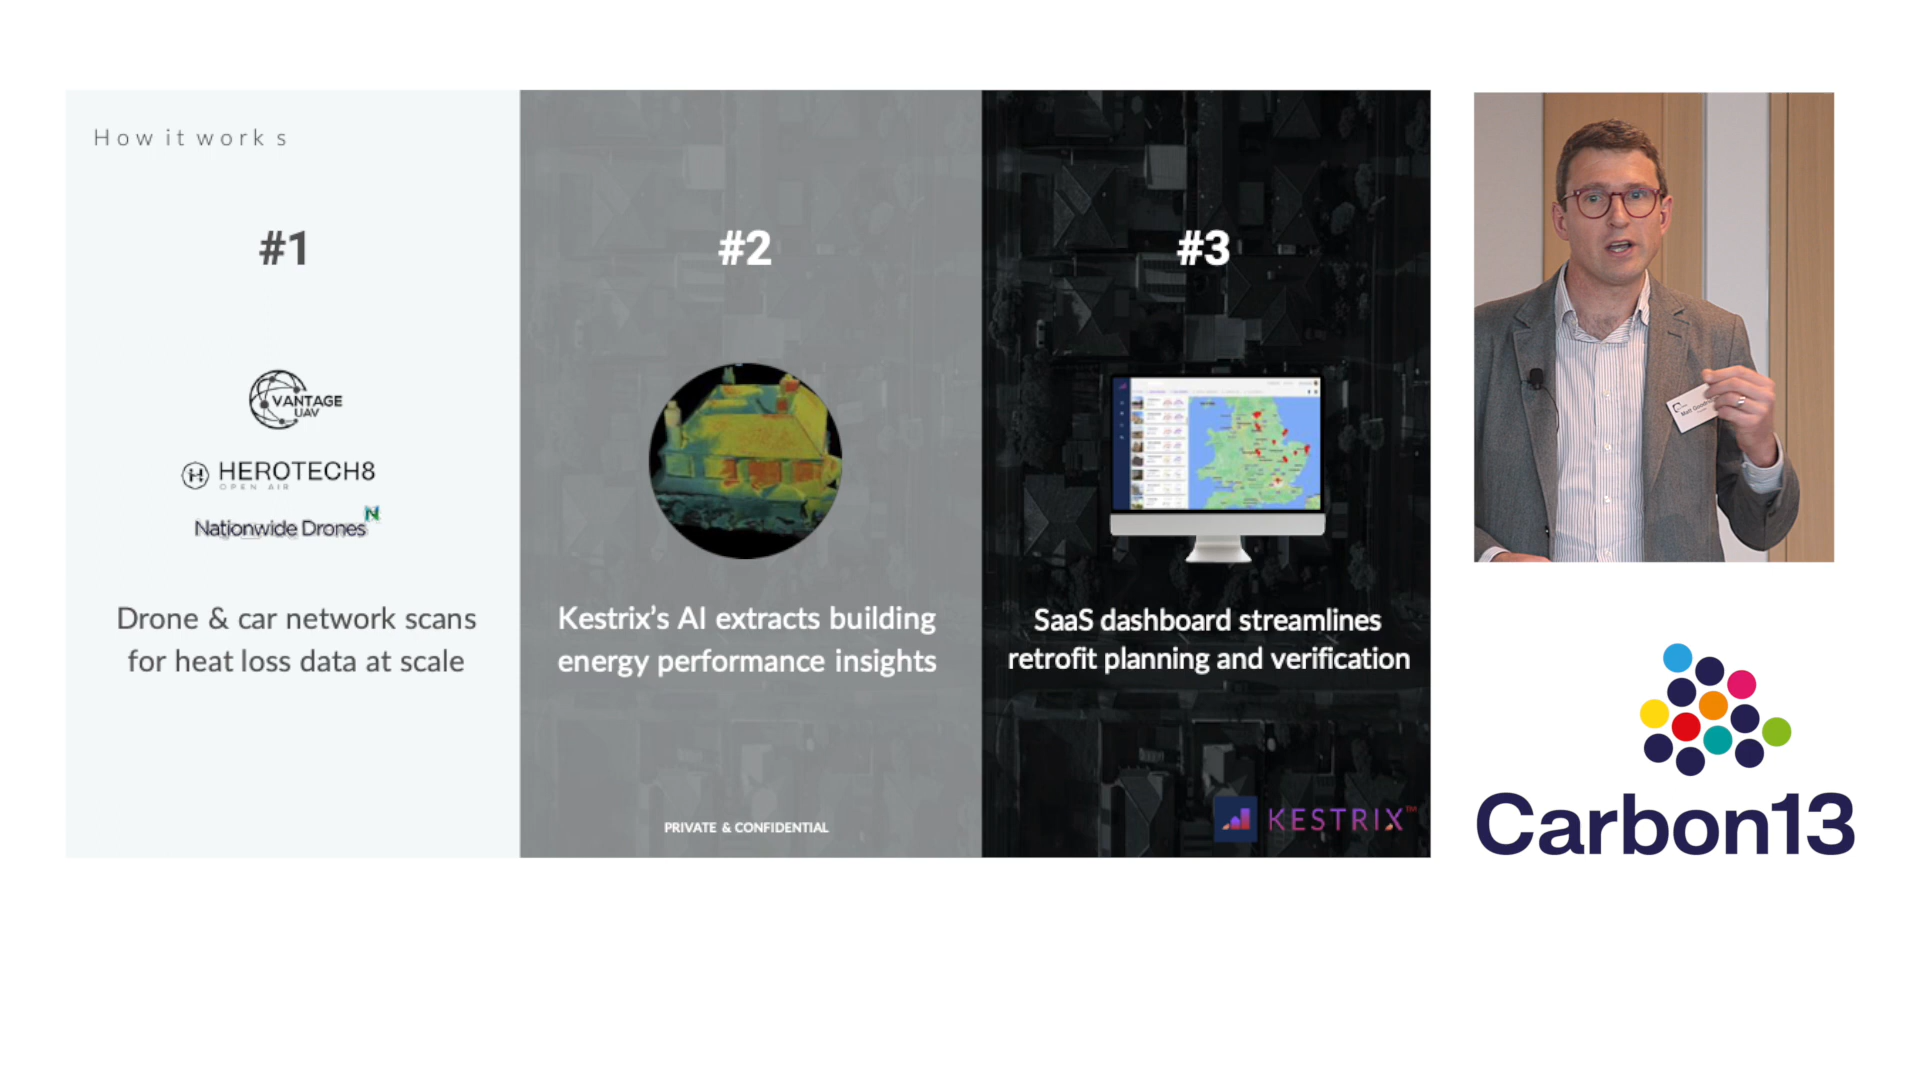 How it works
#1
VANTAGE
UAV
HEROTECH8
OPEN AIR
Nationwide Drones
Drone & car network scans
for heat loss data at scale
#2
Kestrix's AI extracts building
energy performance insights
PRIVATE & CONFIDENTIAL
#3
SaaS dashboard streamlines
retrofit planning and verification
KESTRIX™
Matt
Carbon13